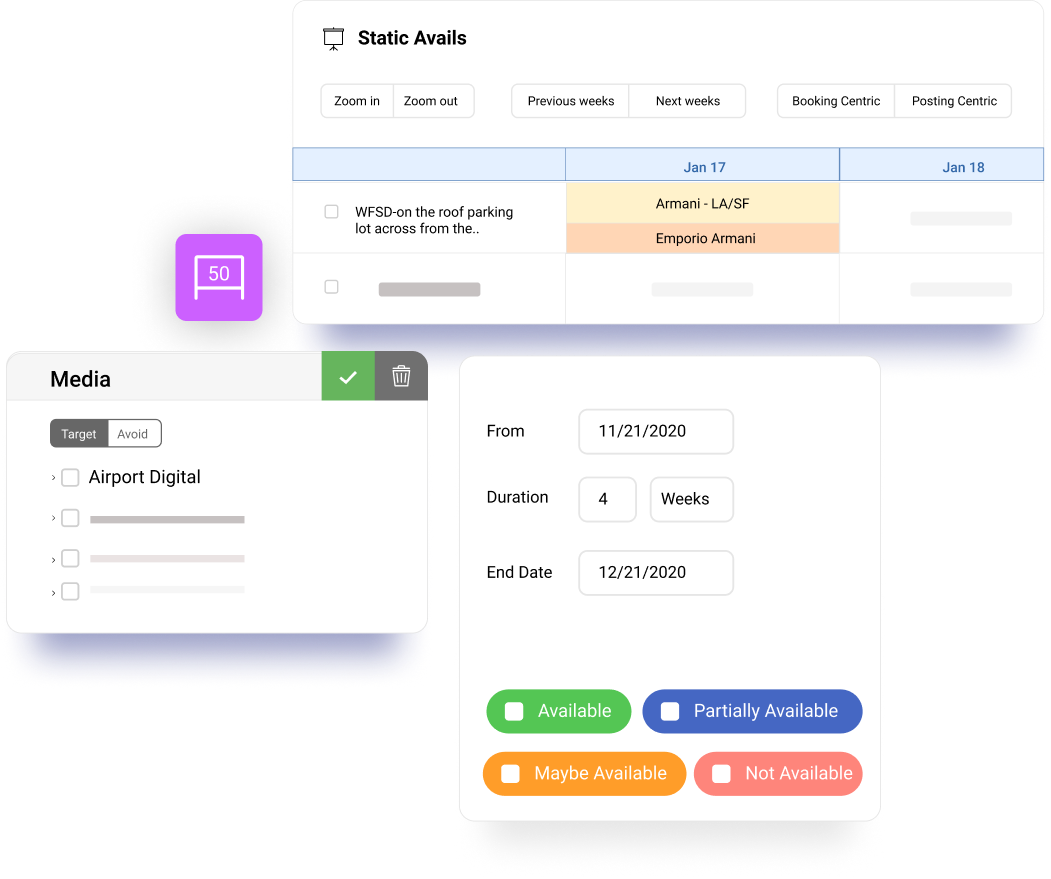 Static Avails
Zoom in
Zoom out
Previous weeks
Next weeks
Booking Centric
Posting Centric
Jan 17
Jan 18
WFSD-on the roof parking
lot across from the..
Armani - LA/SF
Emporio Armani
50
Media
Target
Avoid
Airport Digital
From
11/21/2020
Duration
4
Weeks
End Date
12/21/2020
Available
Partially Available
Maybe Available
Not Available